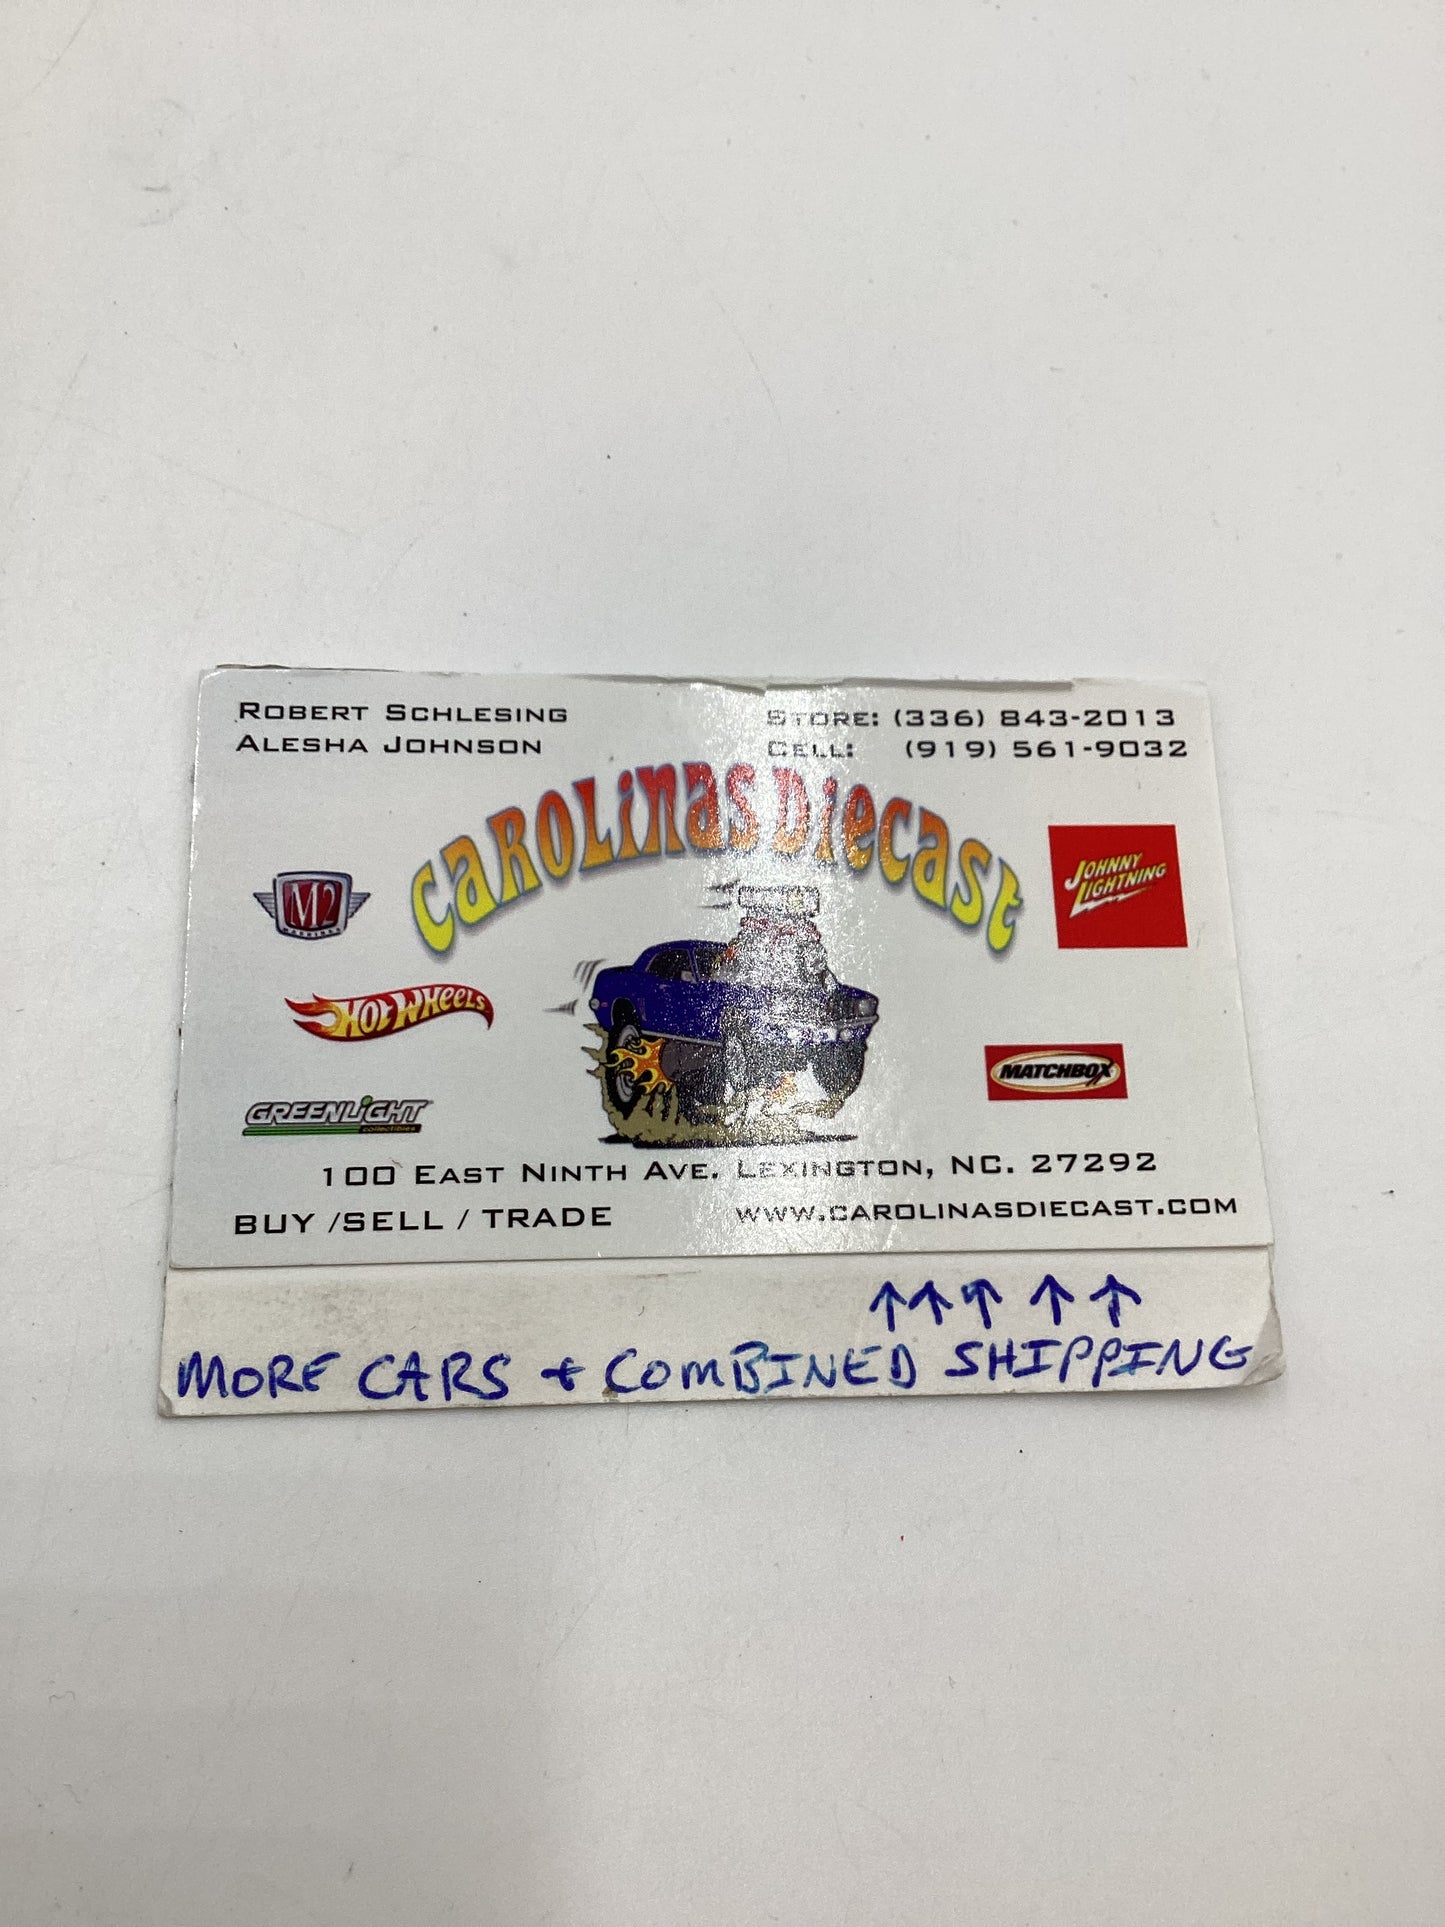 ROBERT SCHLESING
ALESHA JOHNSON
STORE: (336) 843-2013
CELL: (919) 561-9032
CAROLINAS DIECAST
M2
MACHINES
JOHNNY
LIGHTNING
HOT WHEELS
MATCHBOX
GREENLIGHT
collectibles
100 EAST NINTH AVE. LEXINGTON, NC. 27292
BUY /SELL / TRADE
WWW.CAROLINASDIECAST.COM
↑↑↑ ↑ ↑
MORE CARS + COMBINED SHIPPING